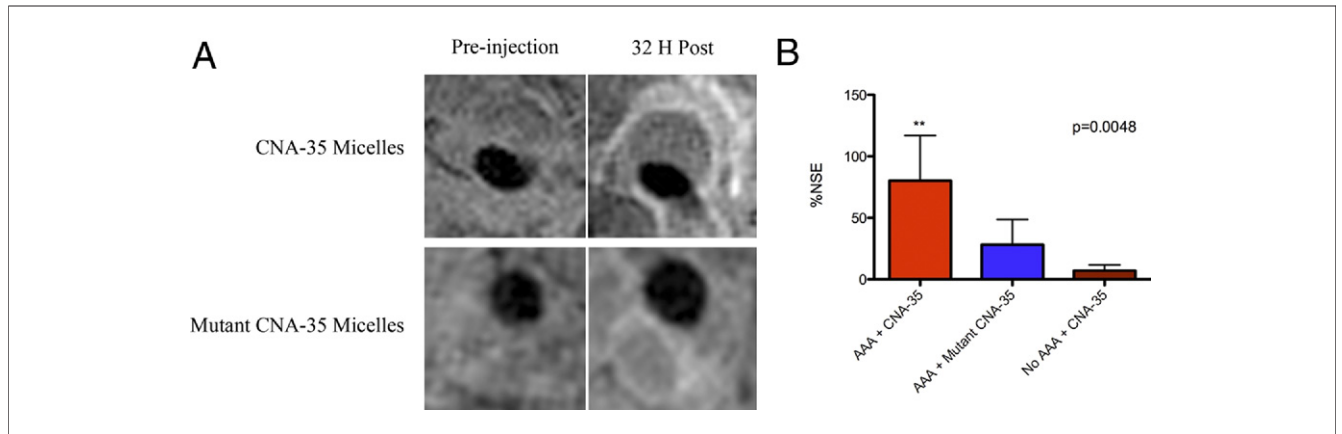 A
Pre-injection
32 H Post
CNA-35 Micelles
Mutant CNA-35 Micelles
B
150
100
50
0
%NSE
**
p=0.0048
AAA + CNA-35
AAA + Mutant CNA-35
No AAA + CNA-35